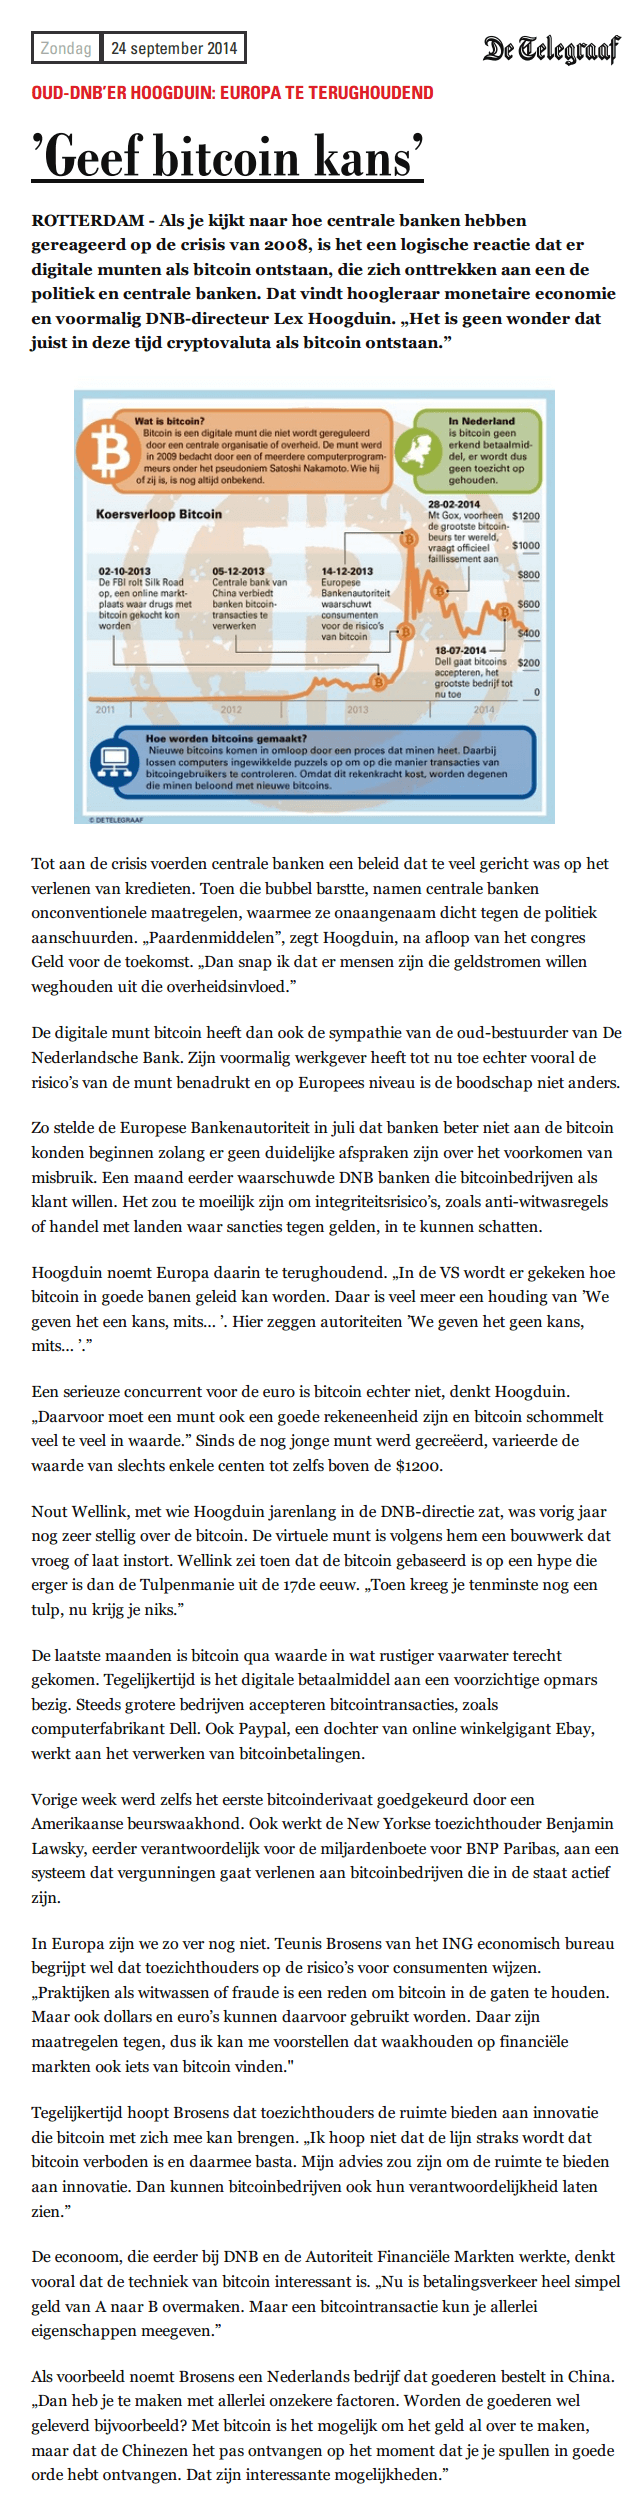 Zondag 24 september 2014
De Telegraaf
OUD-DNB'ER HOOGDUIN: EUROPA TE TERUGHOUDEND
'Geef bitcoin kans'
ROTTERDAM - Als je kijkt naar hoe centrale banken hebben
gereageerd op de crisis van 2008, is het een logische reactie dat er
digitale munten als bitcoin ontstaan, die zich onttrekken aan een de
politiek en centrale banken. Dat vindt hoogleraar monetaire economie
en voormalig DNB-directeur Lex Hoogduin. „Het is geen wonder dat
juist in deze tijd cryptovaluta als bitcoin ontstaan.”
Wat is bitcoin?
Bitcoin is een digitale munt die niet wordt gereguleerd
door een centrale organisatie of overheid. De munt werd
in 2009 bedacht door een of meerdere computerprogram-
meurs onder het pseudoniem Satoshi Nakamoto. Wie hij
of zij is, is nog altijd onbekend.
In Nederland
is bitcoin geen
erkend betaalmid-
del, er wordt dus
geen toezicht op
gehouden.
Koersverloop Bitcoin
02-10-2013
De FBI rolt Silk Road
op, een online markt-
plaats waar drugs met
bitcoin gekocht kon
worden
05-12-2013
Centrale bank van
China verbiedt
banken bitcoin-
transacties te
verwerken
14-12-2013
Europese
Bankenautoriteit
waarschuwt
consumenten
voor de risico's
van bitcoin
28-02-2014
Mt Gox, voorheen
de grootste bitcoin-
beurs ter wereld,
vraagt officieel
faillissement aan
18-07-2014
Dell gaat bitcoins
accepteren, het
grootste bedrijf tot
nu toe
$1200
$1000
$800
$600
$400
$200
0
2011 2012 2013 2014
Hoe worden bitcoins gemaakt?
Nieuwe bitcoins komen in omloop door een proces dat minen heet. Daarbij
lossen computers ingewikkelde puzzels op om op die manier transacties van
bitcoingebruikers te controleren. Omdat dit rekenkracht kost, worden degenen
die minen beloond met nieuwe bitcoins.
© DE TELEGRAAF
Tot aan de crisis voerden centrale banken een beleid dat te veel gericht was op het
verlenen van kredieten. Toen die bubbel barstte, namen centrale banken
onconventionele maatregelen, waarmee ze onaangenaam dicht tegen de politiek
aanschuurden. „Paardenmiddelen”, zegt Hoogduin, na afloop van het congres
Geld voor de toekomst. „Dan snap ik dat er mensen zijn die geldstromen willen
weghouden uit die overheidsinvloed.”
De digitale munt bitcoin heeft dan ook de sympathie van de oud-bestuurder van De
Nederlandsche Bank. Zijn voormalig werkgever heeft tot nu toe echter vooral de
risico's van de munt benadrukt en op Europees niveau is de boodschap niet anders.
Zo stelde de Europese Bankenautoriteit in juli dat banken beter niet aan de bitcoin
konden beginnen zolang er geen duidelijke afspraken zijn over het voorkomen van
misbruik. Een maand eerder waarschuwde DNB banken die bitcoinbedrijven als
klant willen. Het zou te moeilijk zijn om integriteitsrisico's, zoals anti-witwasregels
of handel met landen waar sancties tegen gelden, in te kunnen schatten.
Hoogduin noemt Europa daarin te terughoudend. „In de VS wordt er gekeken hoe
bitcoin in goede banen geleid kan worden. Daar is veel meer een houding van 'We
geven het een kans, mits... '. Hier zeggen autoriteiten 'We geven het geen kans,
mits... '.”
Een serieuze concurrent voor de euro is bitcoin echter niet, denkt Hoogduin.
„Daarvoor moet een munt ook een goede rekeneenheid zijn en bitcoin schommelt
veel te veel in waarde.” Sinds de nog jonge munt werd gecreëerd, varieerde de
waarde van slechts enkele centen tot zelfs boven de $1200.
Nout Wellink, met wie Hoogduin jarenlang in de DNB-directie zat, was vorig jaar
nog zeer stellig over de bitcoin. De virtuele munt is volgens hem een bouwwerk dat
vroeg of laat instort. Wellink zei toen dat de bitcoin gebaseerd is op een hype die
erger is dan de Tulpenmanie uit de 17de eeuw. „Toen kreeg je tenminste nog een
tulp, nu krijg je niks.”
De laatste maanden is bitcoin qua waarde in wat rustiger vaarwater terecht
gekomen. Tegelijkertijd is het digitale betaalmiddel aan een voorzichtige opmars
bezig. Steeds grotere bedrijven accepteren bitcointransacties, zoals
computerfabrikant Dell. Ook Paypal, een dochter van online winkelgigant Ebay,
werkt aan het verwerken van bitcoinbetalingen.
Vorige week werd zelfs het eerste bitcoinderivaat goedgekeurd door een
Amerikaanse beurswaakhond. Ook werkt de New Yorkse toezichthouder Benjamin
Lawsky, eerder verantwoordelijk voor de miljardenboete voor BNP Paribas, aan een
systeem dat vergunningen gaat verlenen aan bitcoinbedrijven die in de staat actief
zijn.
In Europa zijn we zo ver nog niet. Teunis Brosens van het ING economisch bureau
begrijpt wel dat toezichthouders op de risico's voor consumenten wijzen.
„Praktijken als witwassen of fraude is een reden om bitcoin in de gaten te houden.
Maar ook dollars en euro's kunnen daarvoor gebruikt worden. Daar zijn
maatregelen tegen, dus ik kan me voorstellen dat waakhouden op financiële
markten ook iets van bitcoin vinden."
Tegelijkertijd hoopt Brosens dat toezichthouders de ruimte bieden aan innovatie
die bitcoin met zich mee kan brengen. „Ik hoop niet dat de lijn straks wordt dat
bitcoin verboden is en daarmee basta. Mijn advies zou zijn om de ruimte te bieden
aan innovatie. Dan kunnen bitcoinbedrijven ook hun verantwoordelijkheid laten
zien.”
De econoom, die eerder bij DNB en de Autoriteit Financiële Markten werkte, denkt
vooral dat de techniek van bitcoin interessant is. „Nu is betalingsverkeer heel simpel
geld van A naar B overmaken. Maar een bitcointransactie kun je allerlei
eigenschappen meegeven.”
Als voorbeeld noemt Brosens een Nederlands bedrijf dat goederen bestelt in China.
„Dan heb je te maken met allerlei onzekere factoren. Worden de goederen wel
geleverd bijvoorbeeld? Met bitcoin is het mogelijk om het geld al over te maken,
maar dat de Chinezen het pas ontvangen op het moment dat je je spullen in goede
orde hebt ontvangen. Dat zijn interessante mogelijkheden.”